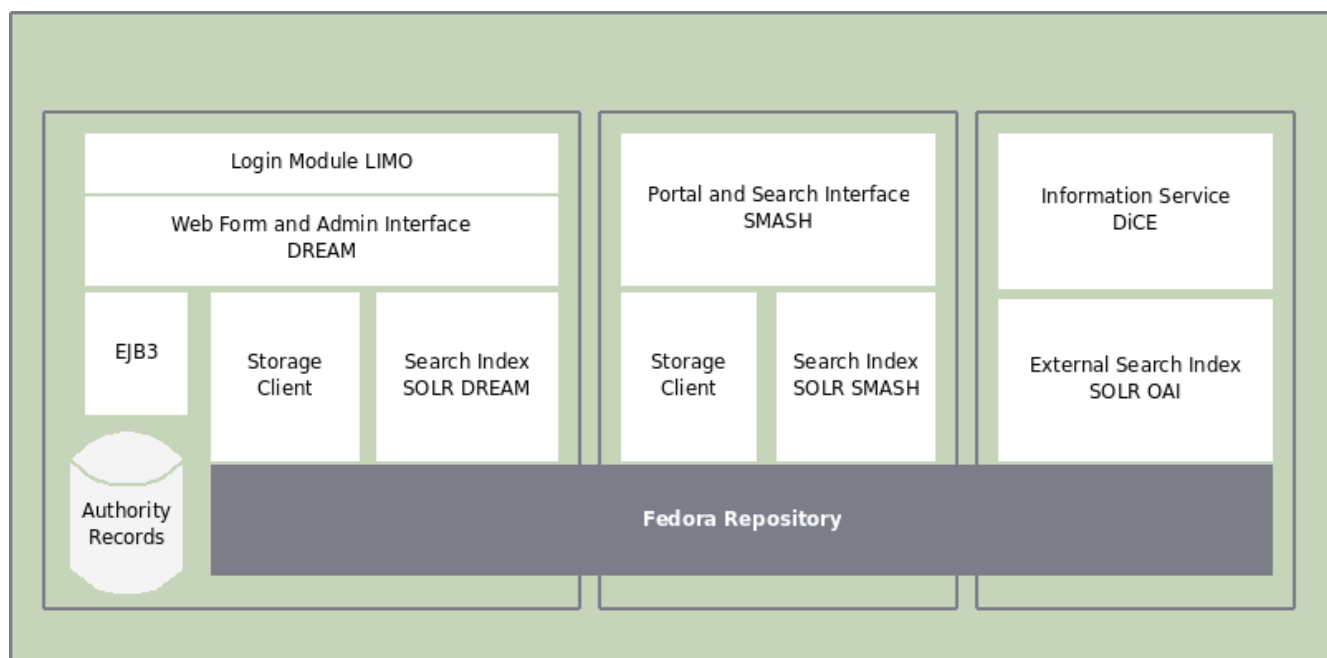 Login Module LIMO
Web Form and Admin Interface
DREAM
EJB3
Storage
Client
Search Index
SOLR DREAM
Authority
Records
Portal and Search Interface
SMASH
Storage
Client
Search Index
SOLR SMASH
Information Service
DiCE
External Search Index
SOLR OAI
Fedora Repository